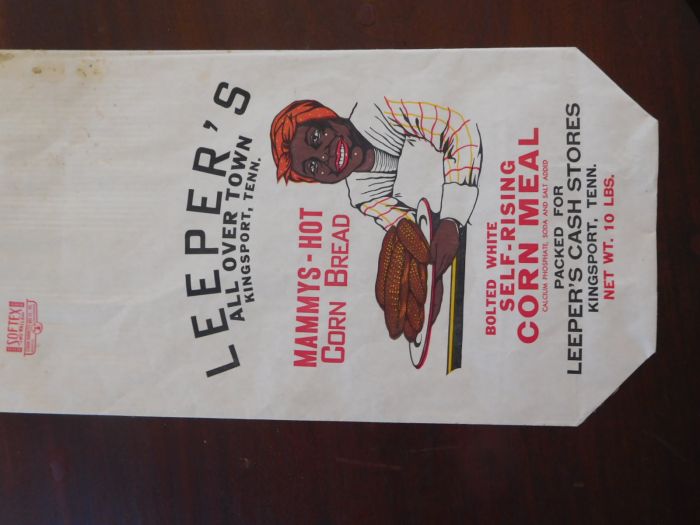 LEEPER'S
ALL OVER TOWN
KINGSPORT, TENN.
MAMMYS-HOT
CORN BREAD
BOLTED WHITE
SELF-RISING
CORN MEAL
CALCIUM PHOSPHATE, SODA AND SALT ADDED
PACKED FOR
LEEPER'S CASH STORES
KINGSPORT, TENN.
NET WT. 10 LBS.
SOFTEX